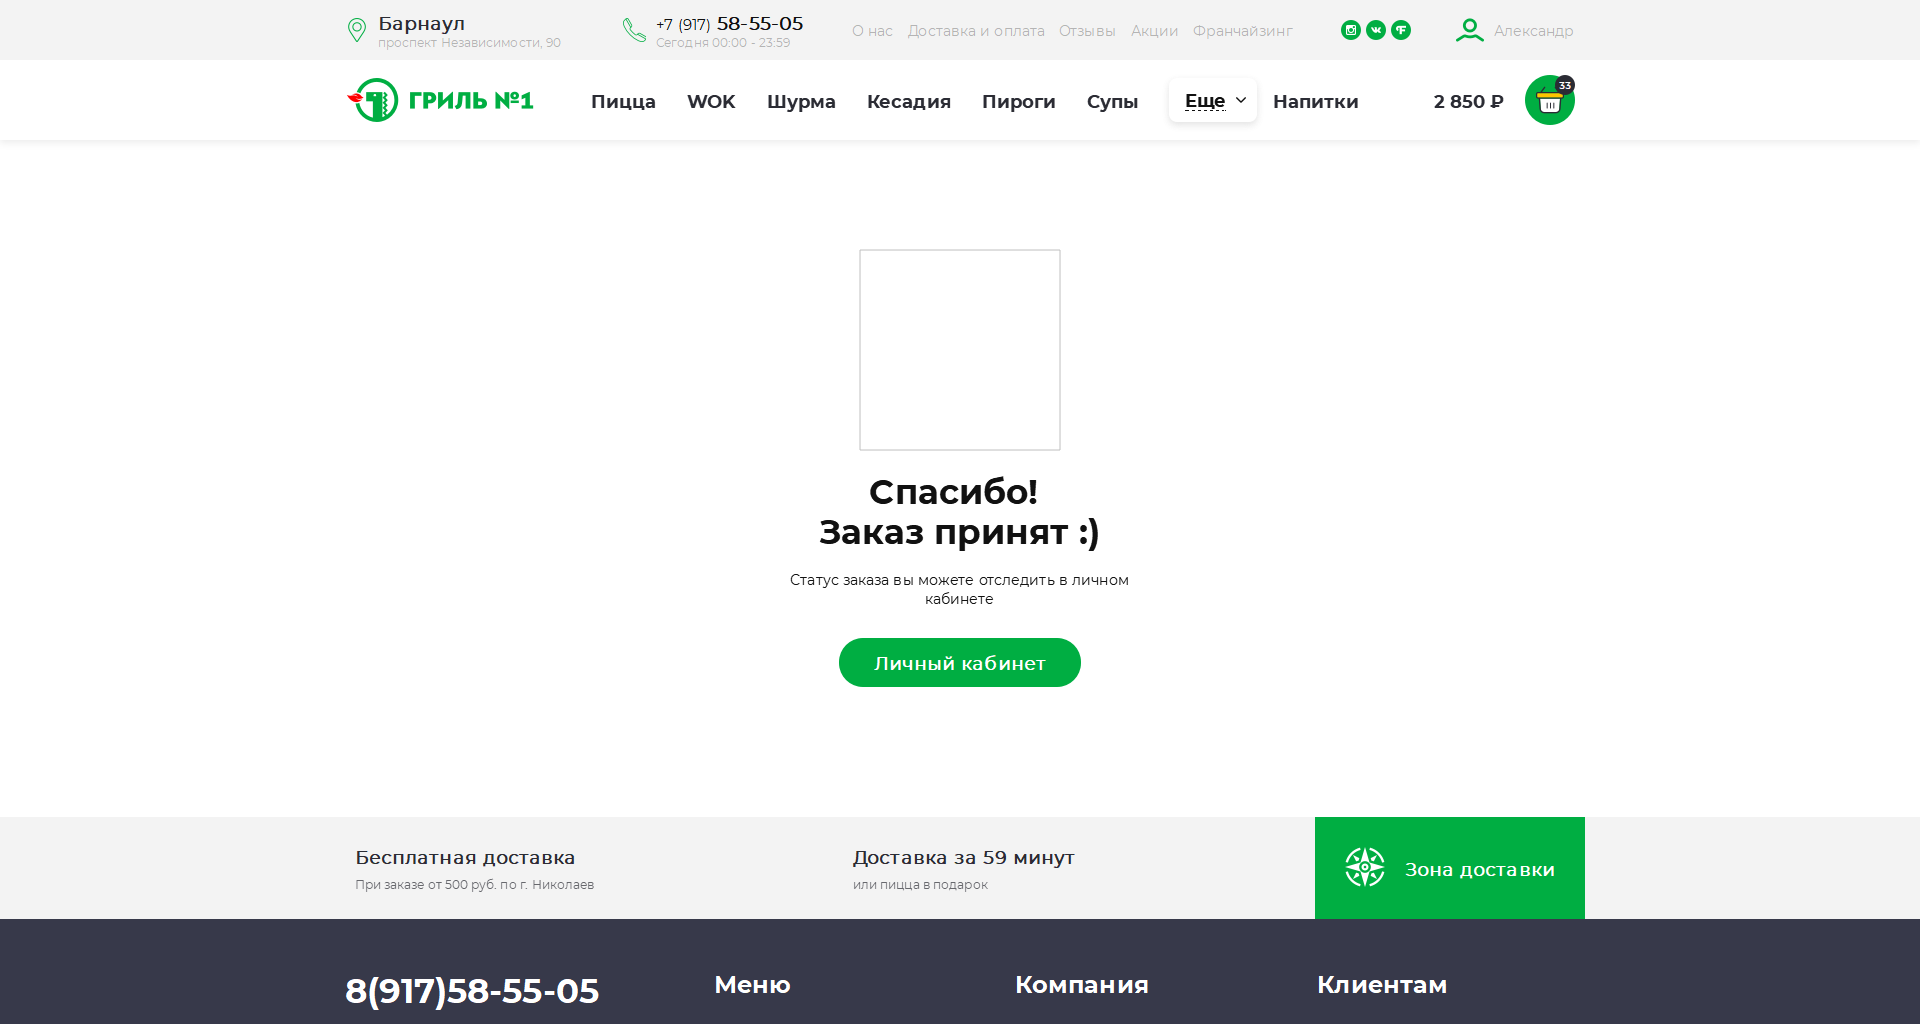 Барнаул
проспект Независимости, 90
+7 (917) 58-55-05
Сегодня 00:00 - 23:59
О нас Доставка и оплата Отзывы Акции Франчайзинг
Александр
ГРИЛЬ №1
Пицца WOK Шурма Кесадия Пироги Супы Еще Напитки
2 850 ₽
33
Спасибо!
Заказ принят :)
Статус заказа вы можете отследить в личном
кабинете
Личный кабинет
Бесплатная доставка
При заказе от 500 руб. по г. Николаев
Доставка за 59 минут
или пицца в подарок
Зона доставки
8(917)58-55-05
Меню
Компания
Клиентам